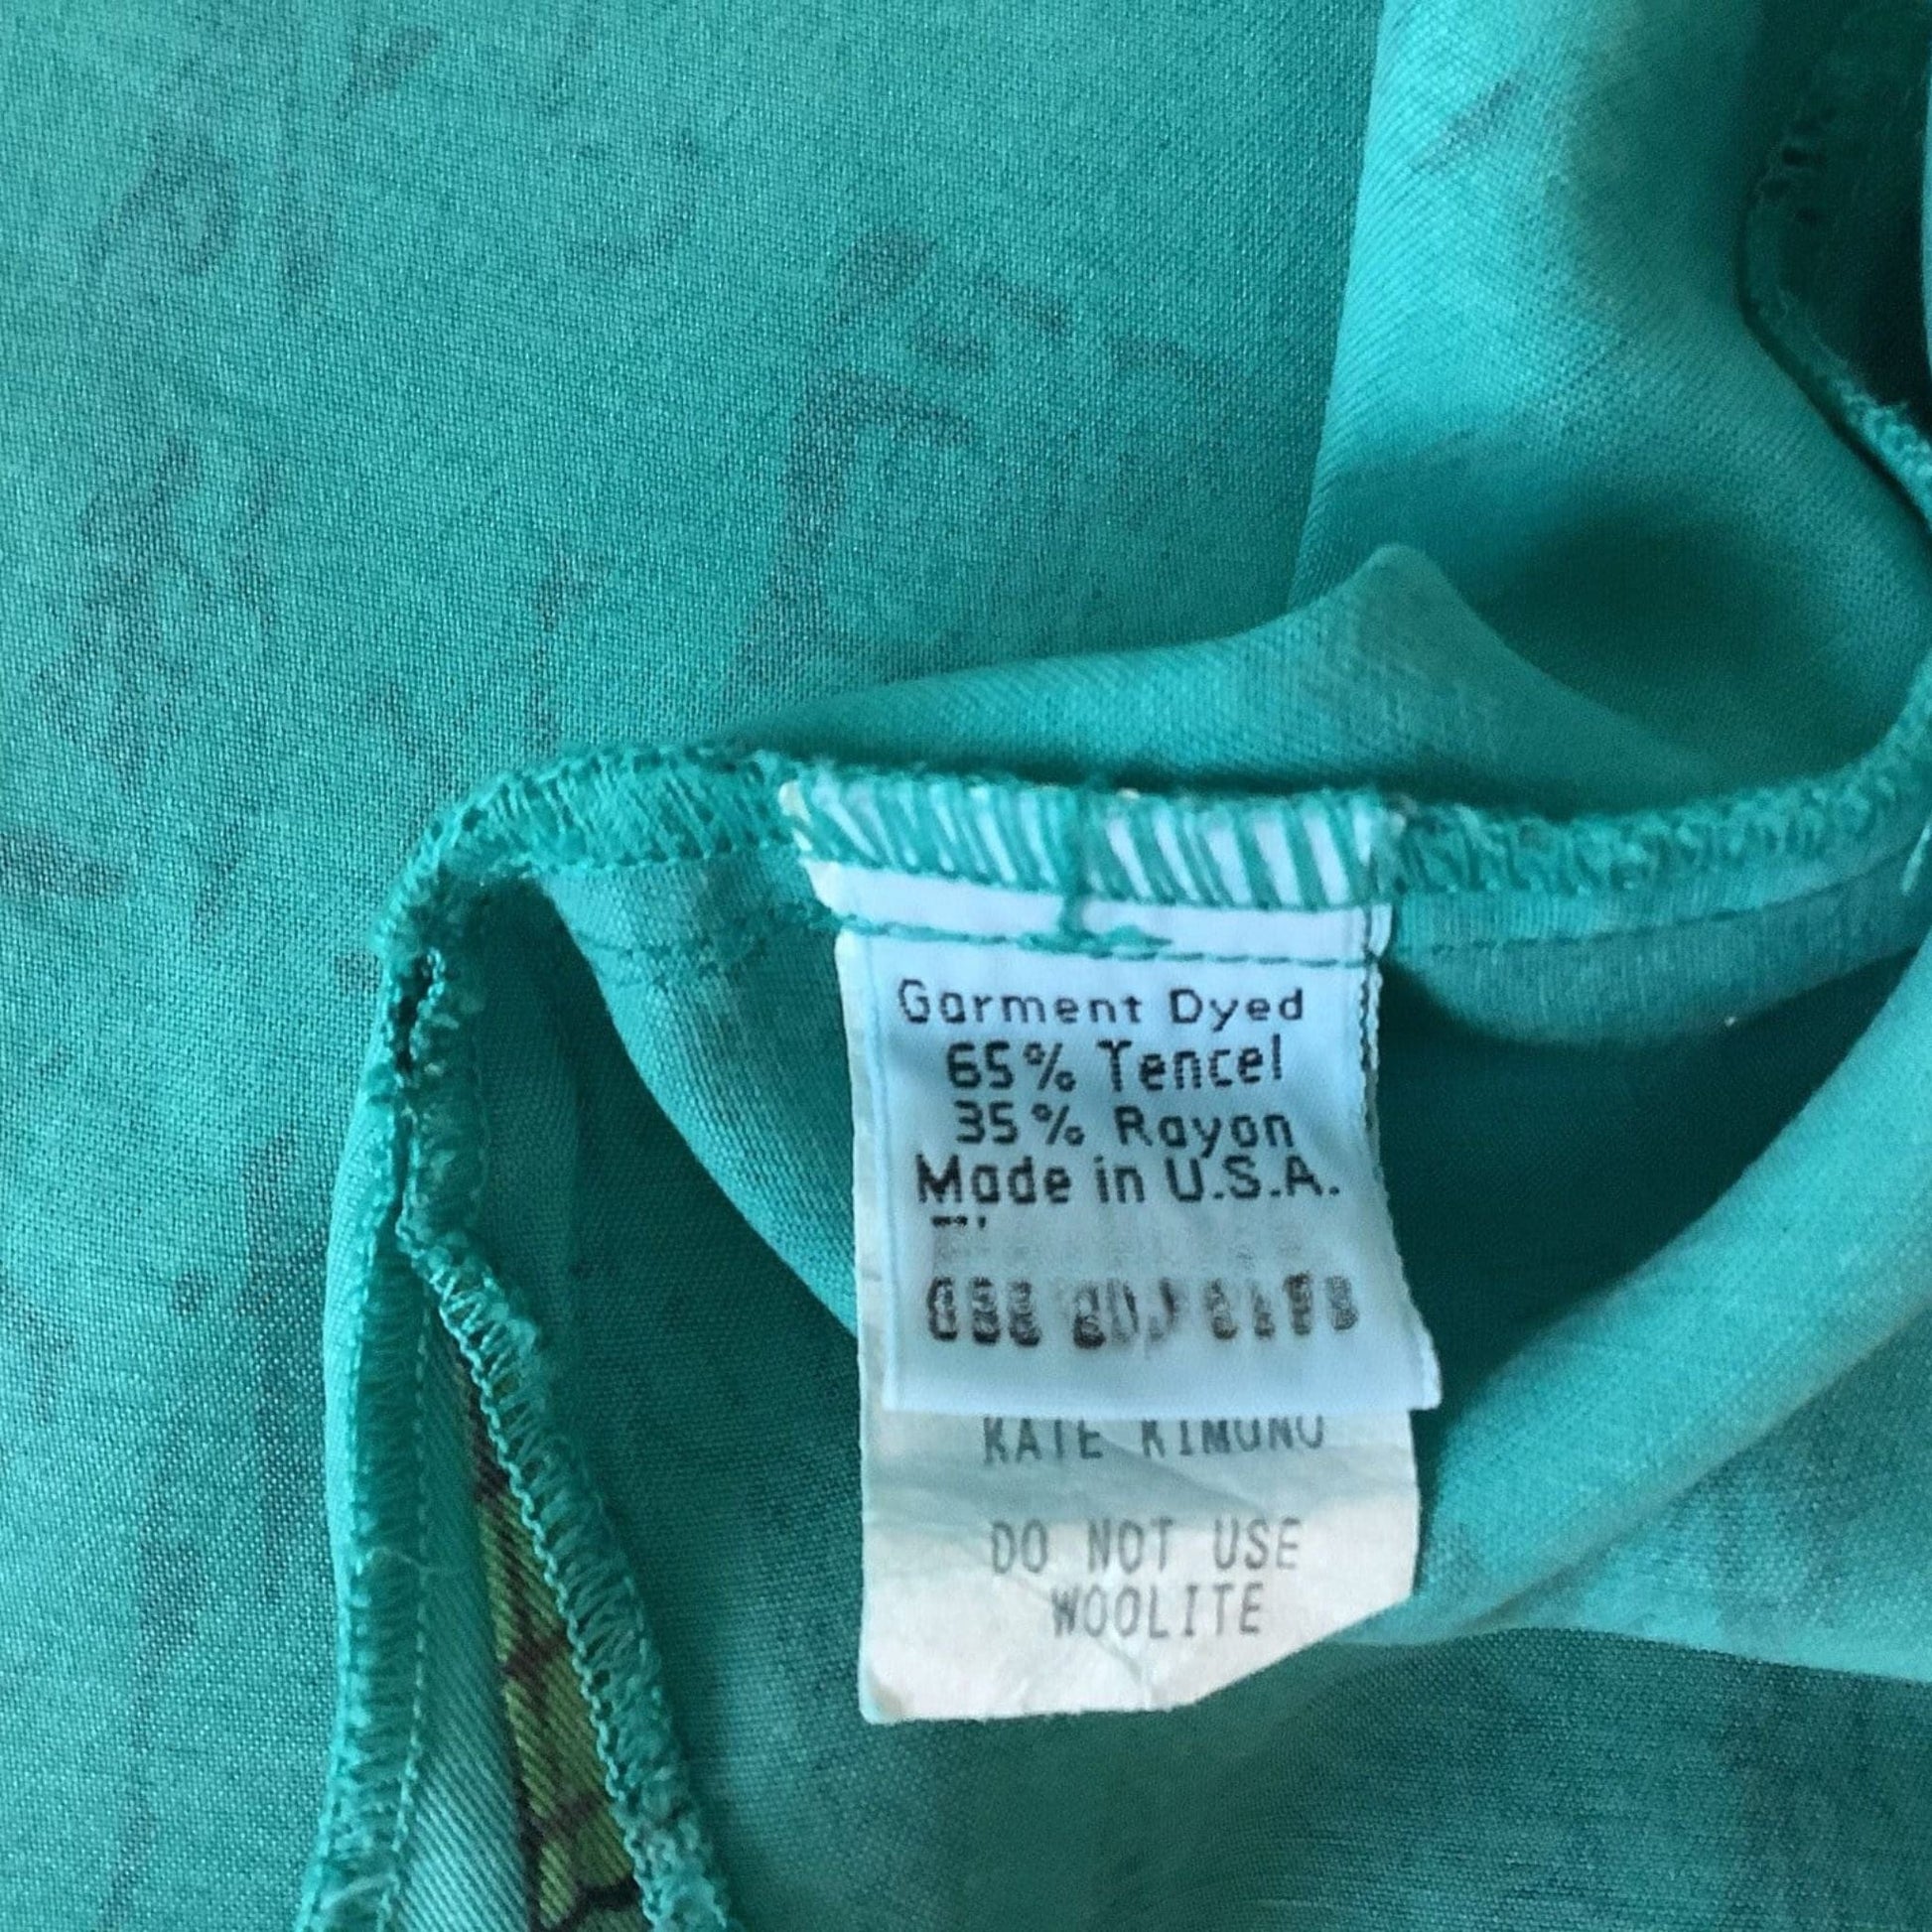 Garment Dyed
65% Tencel
35% Rayon
Made in U.S.A.
KATE KIMONO
DO NOT USE
WOOLITE